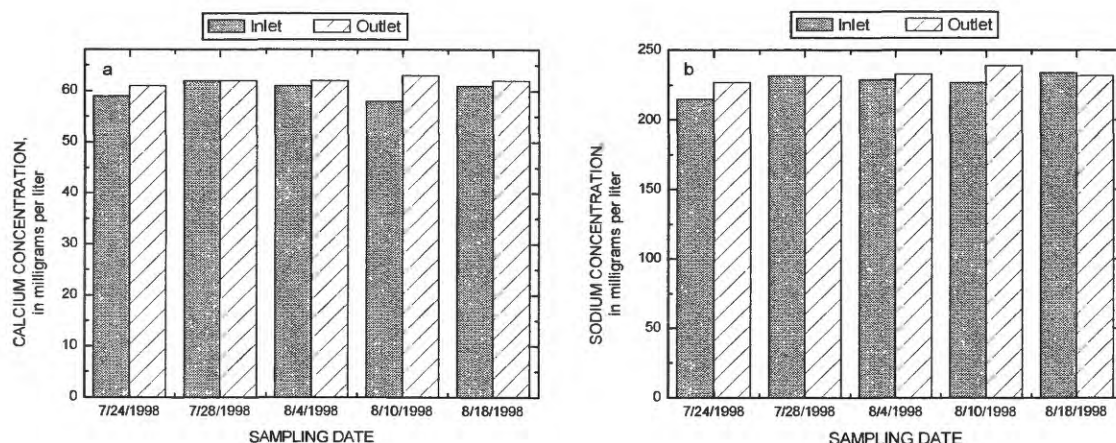 Inlet Outlet
a
CALCIUM CONCENTRATION,
in milligrams per liter
60
50
40
30
20
10
0
7/24/1998 7/28/1998 8/4/1998 8/10/1998 8/18/1998
SAMPLING DATE
Inlet Outlet
b
SODIUM CONCENTRATION,
in milligrams per liter
250
200
150
100
50
0
7/24/1998 7/28/1998 8/4/1998 8/10/1998 8/18/1998
SAMPLING DATE